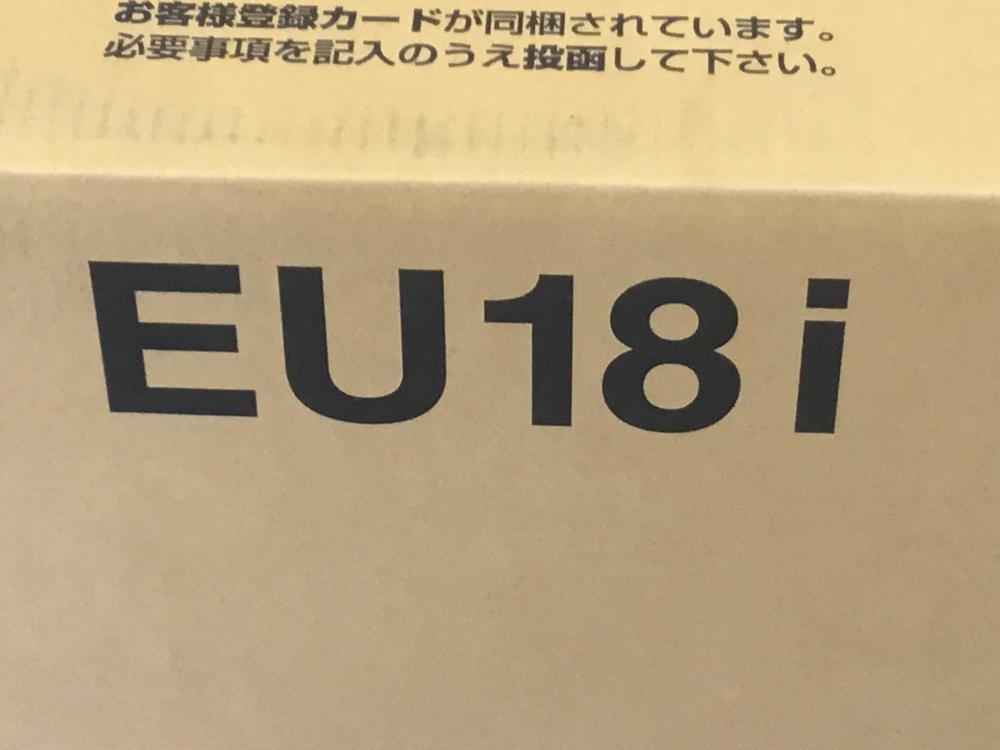 お客様登録カードが同梱されています。
必要事項を記入のうえ投函して下さい。
EU18i